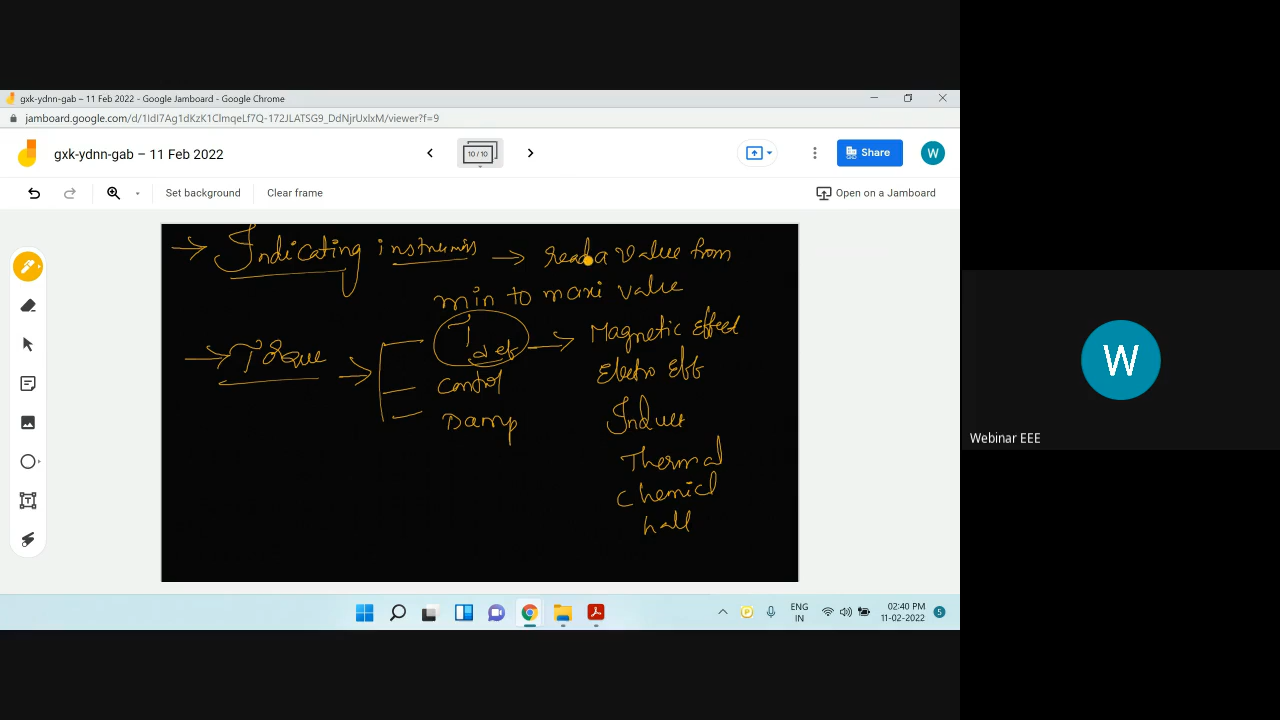 gxk-ydnn-gab – 11 Feb 2022 - Google Jamboard - Google Chrome
jamboard.google.com/d/1IdI7Ag1dKzK1ClmqeLf7Q-172JLATSG9_DdNjrUxlxM/viewer?f=9
gxk-ydnn-gab – 11 Feb 2022
10 / 10
Share
W
Set background
Clear frame
Open on a Jamboard
→ Indicating → read a value from
min to maxi value
→ Torque → T def → Magnetic Effect
Electro Eff
Control
Damp
Induct
Thermal
Chemicl
hall
W
Webinar EEE
ENG
IN
02:40 PM
11-02-2022
5